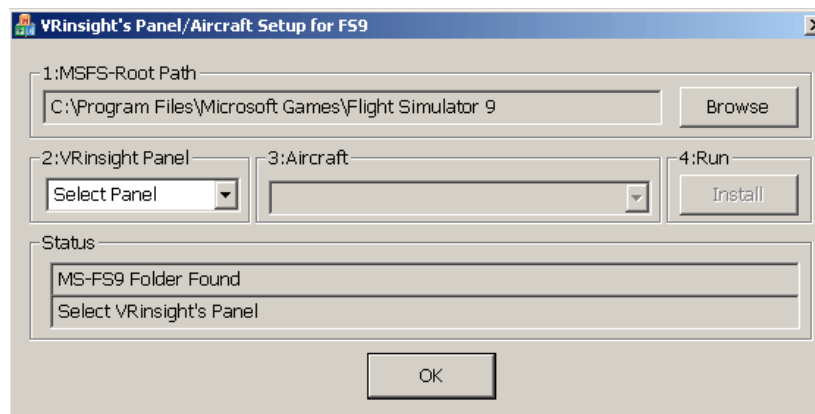 VRinsight's Panel/Aircraft Setup for FS9
1:MSFS-Root Path
C:\Program Files\Microsoft Games\Flight Simulator 9
Browse
2:VRinsight Panel
3:Aircraft
4:Run
Select Panel
Install
Status
MS-FS9 Folder Found
Select VRinsight's Panel
OK